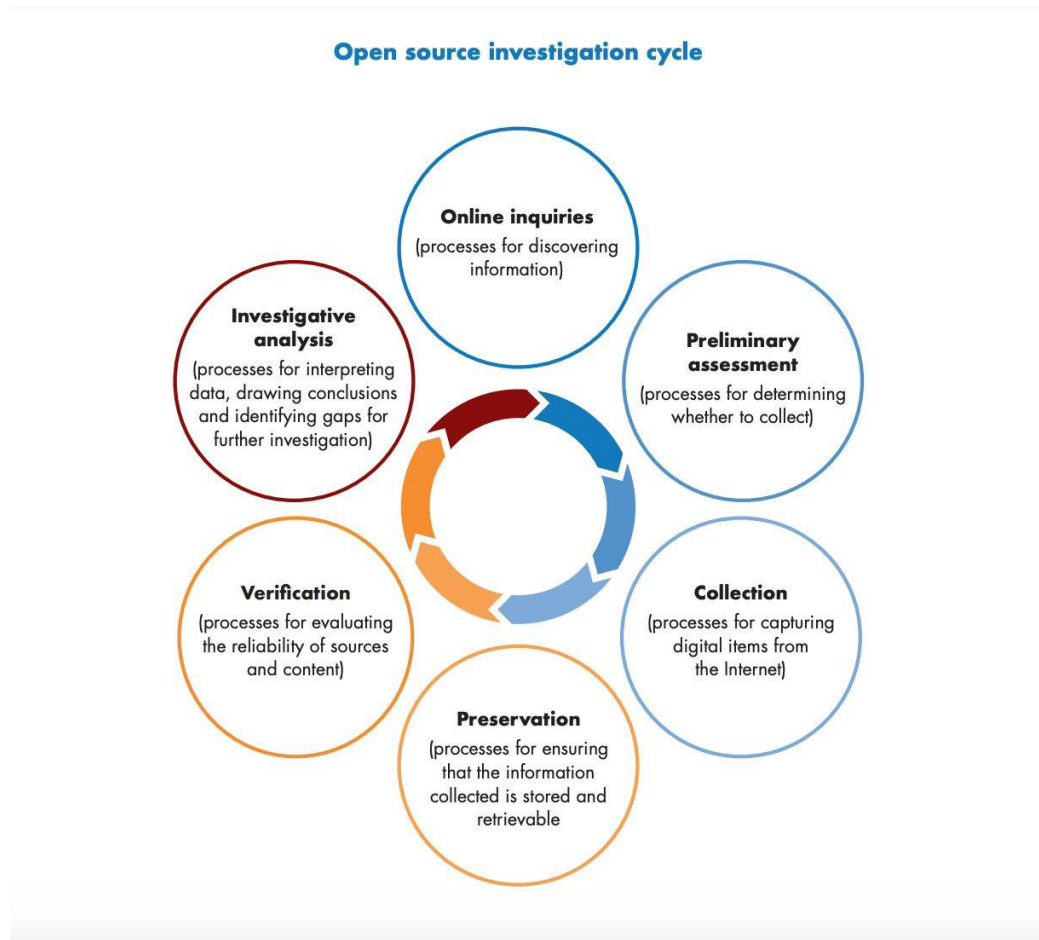 Open source investigation cycle
Online inquiries
(processes for discovering
information)
Preliminary
assessment
(processes for determining
whether to collect)
Collection
(processes for capturing
digital items from
the Internet)
Preservation
(processes for ensuring
that the information
collected is stored and
retrievable
Verification
(processes for evaluating
the reliability of sources
and content)
Investigative
analysis
(processes for interpreting
data, drawing conclusions
and identifying gaps for
further investigation)